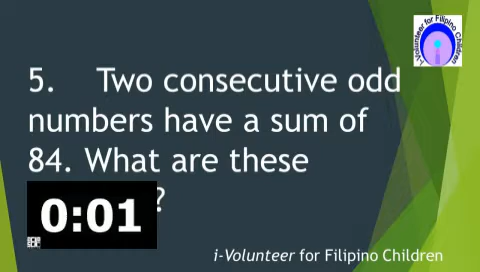 i-Volunteer for Filipino Children
5. Two consecutive odd
numbers have a sum of
84. What are these
?
0:01
i-Volunteer for Filipino Children